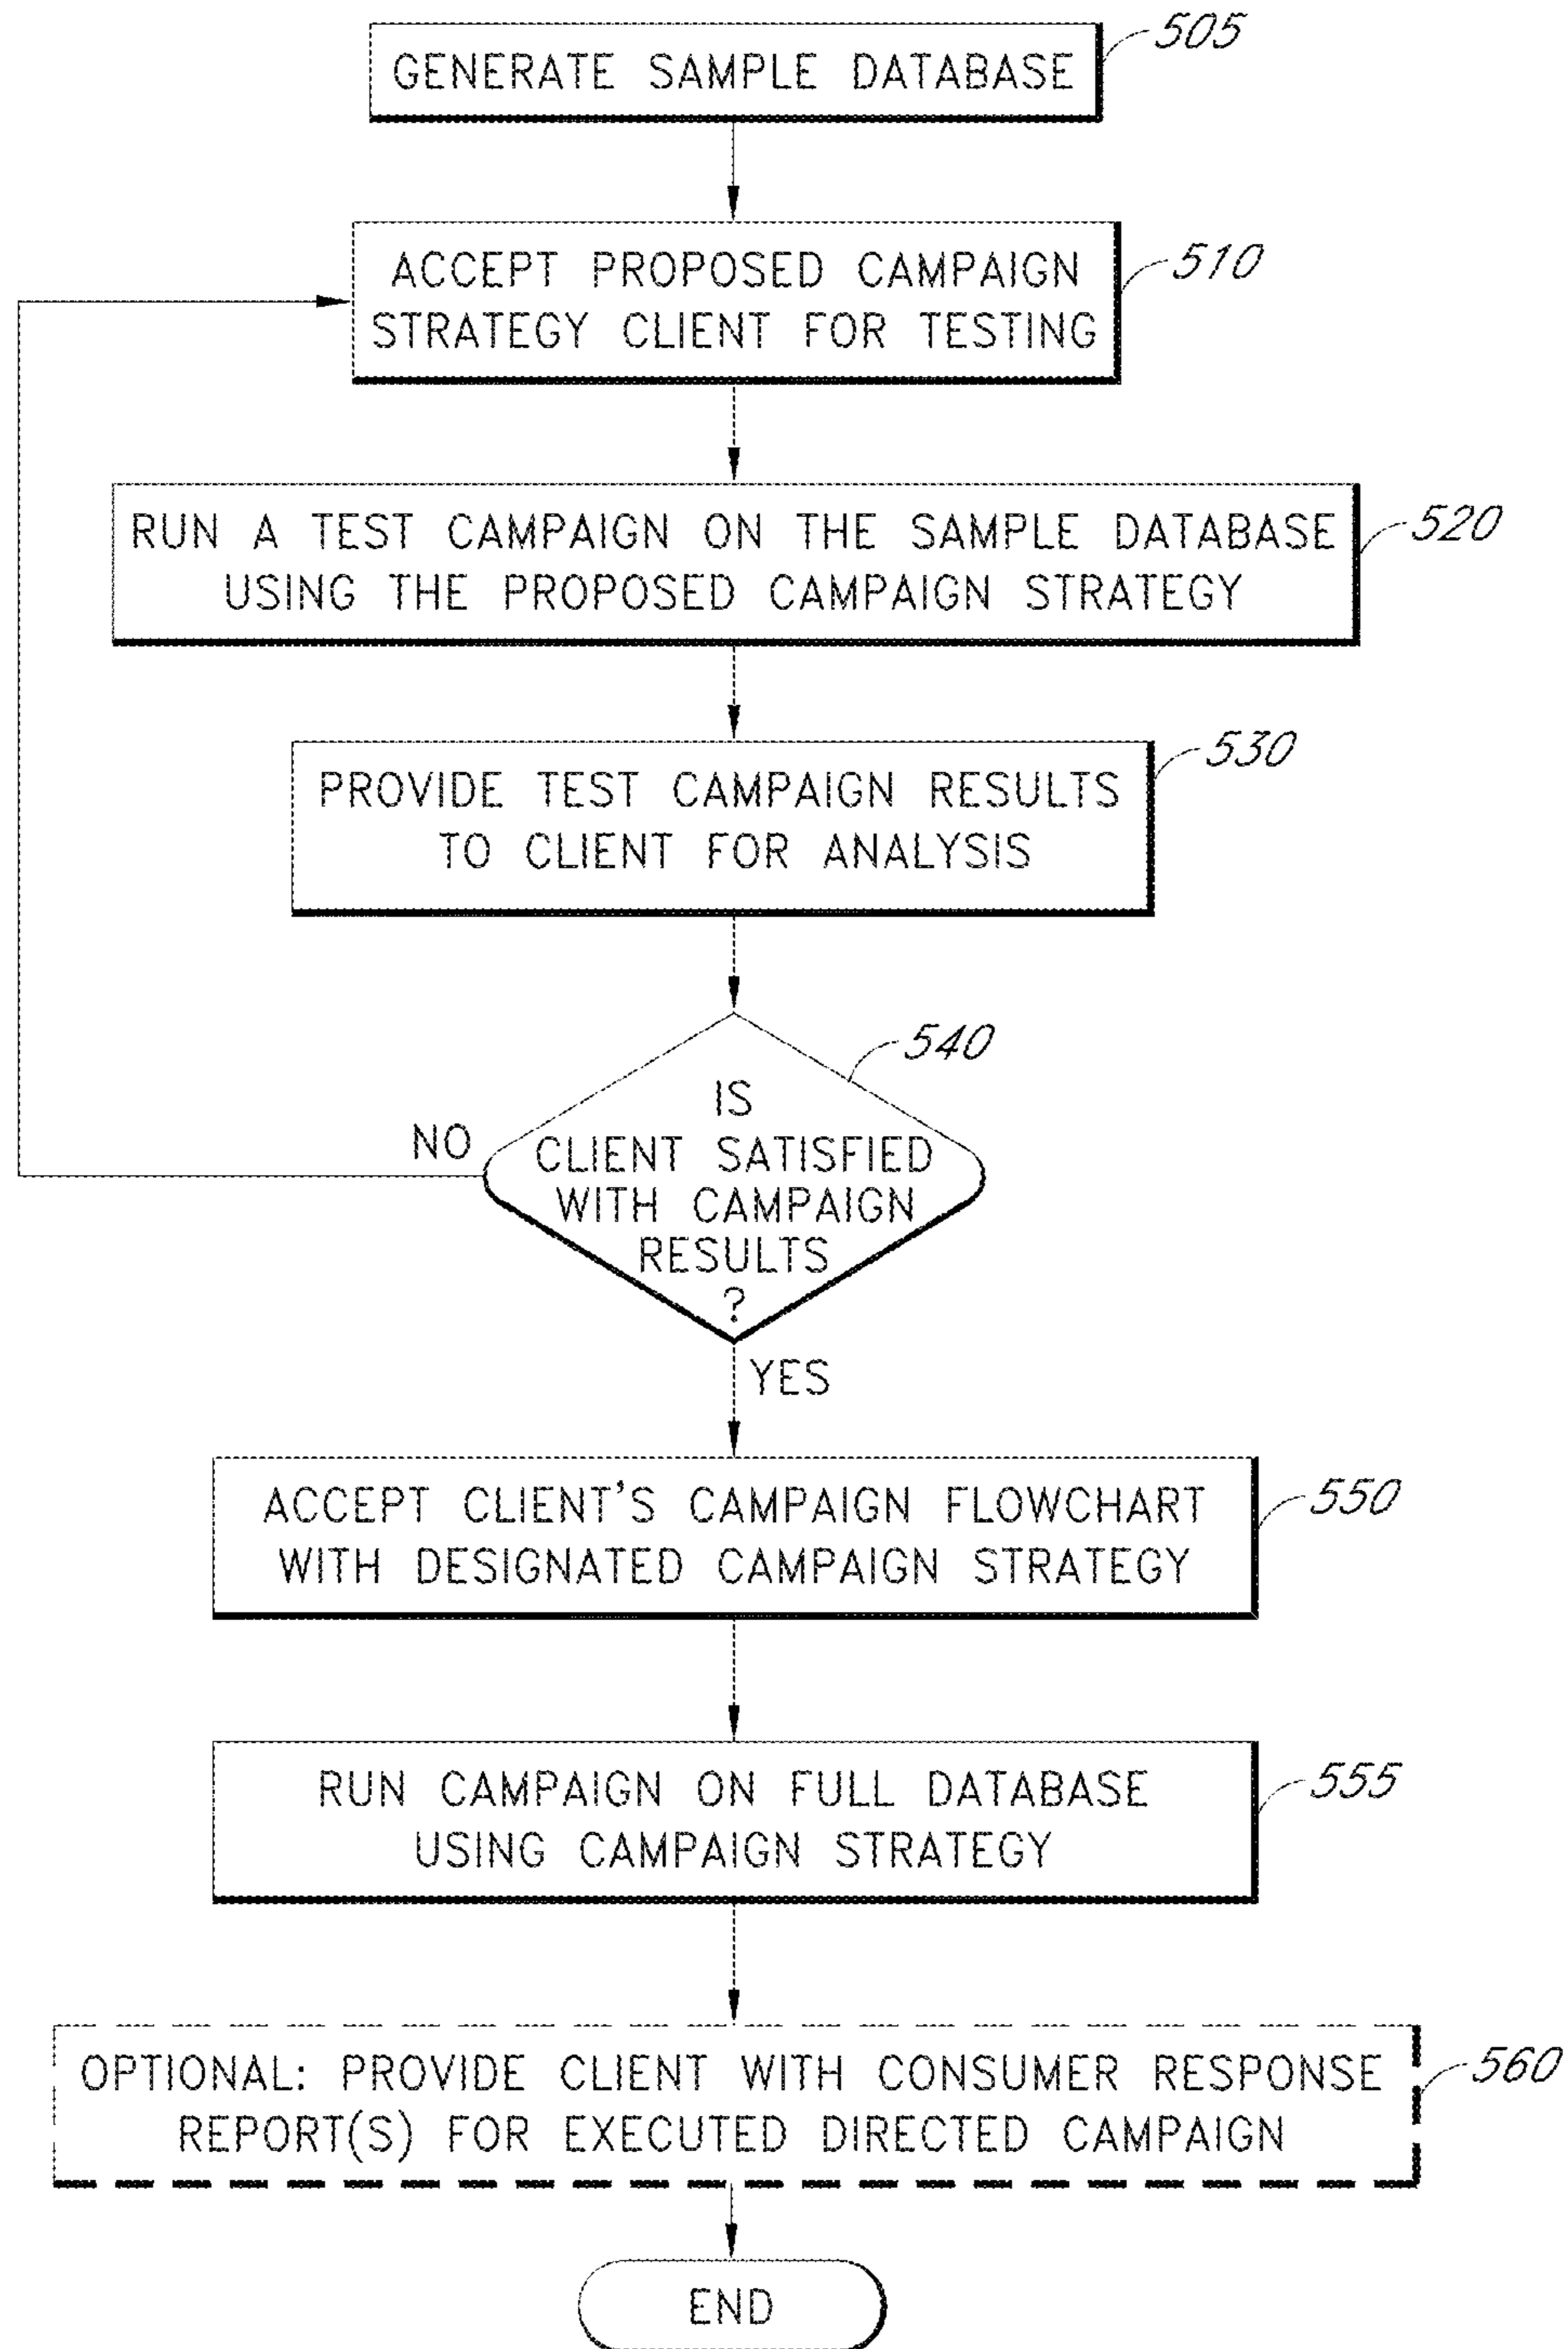 505
GENERATE SAMPLE DATABASE
510
ACCEPT PROPOSED CAMPAIGN
STRATEGY CLIENT FOR TESTING
520
RUN A TEST CAMPAIGN ON THE SAMPLE DATABASE
USING THE PROPOSED CAMPAIGN STRATEGY
530
PROVIDE TEST CAMPAIGN RESULTS
TO CLIENT FOR ANALYSIS
540
IS
CLIENT SATISFIED
WITH CAMPAIGN
RESULTS
?
NO
YES
550
ACCEPT CLIENT'S CAMPAIGN FLOWCHART
WITH DESIGNATED CAMPAIGN STRATEGY
555
RUN CAMPAIGN ON FULL DATABASE
USING CAMPAIGN STRATEGY
560
OPTIONAL: PROVIDE CLIENT WITH CONSUMER RESPONSE
REPORT(S) FOR EXECUTED DIRECTED CAMPAIGN
END